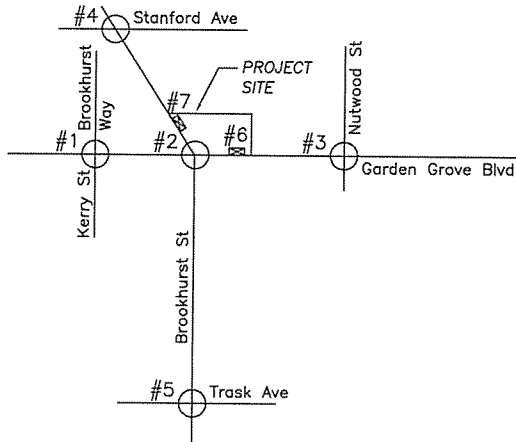 #4
Stanford Ave
Brookhurst
Way
PROJECT
SITE
Nutwood St
#7
#1
#2
#6
#3
Garden Grove Blvd
Kerry St
Brookhurst St
#5
Trask Ave